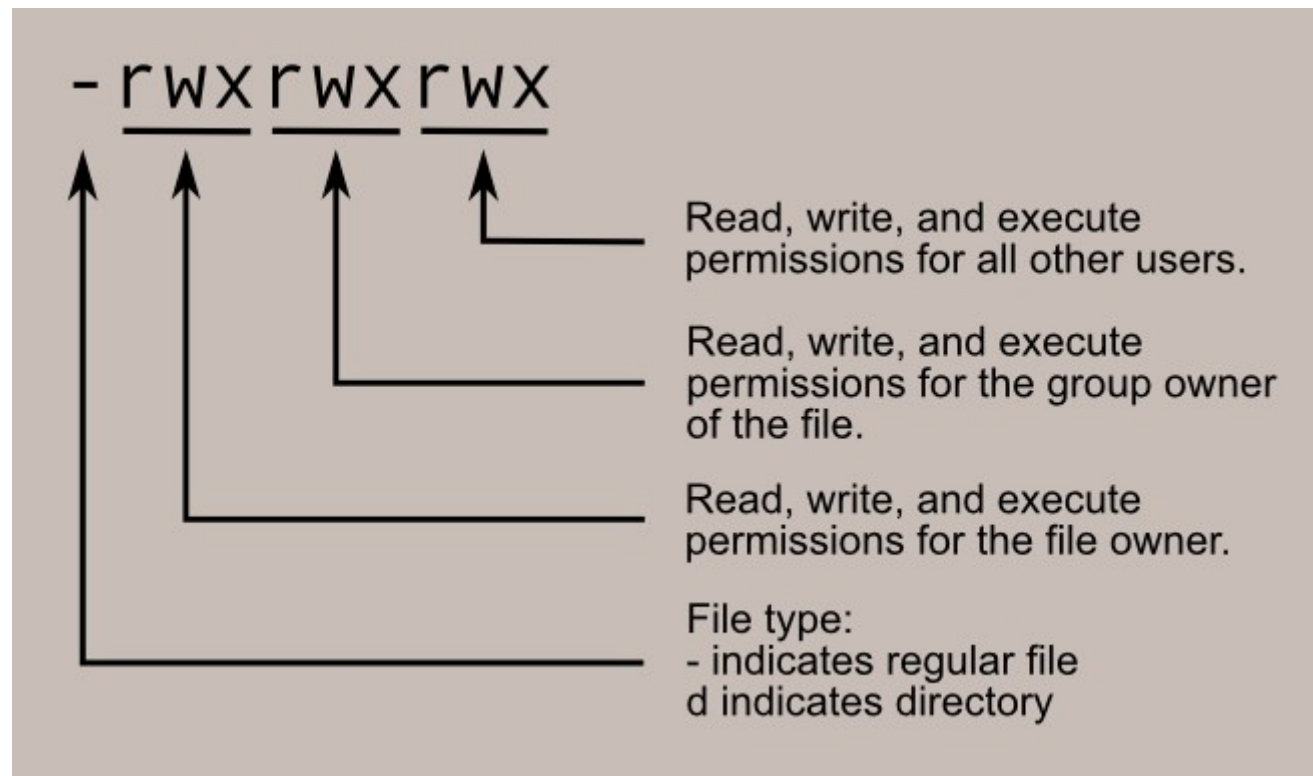 -rwxrwxrwx
Read, write, and execute
permissions for all other users.
Read, write, and execute
permissions for the group owner
of the file.
Read, write, and execute
permissions for the file owner.
File type:
- indicates regular file
d indicates directory